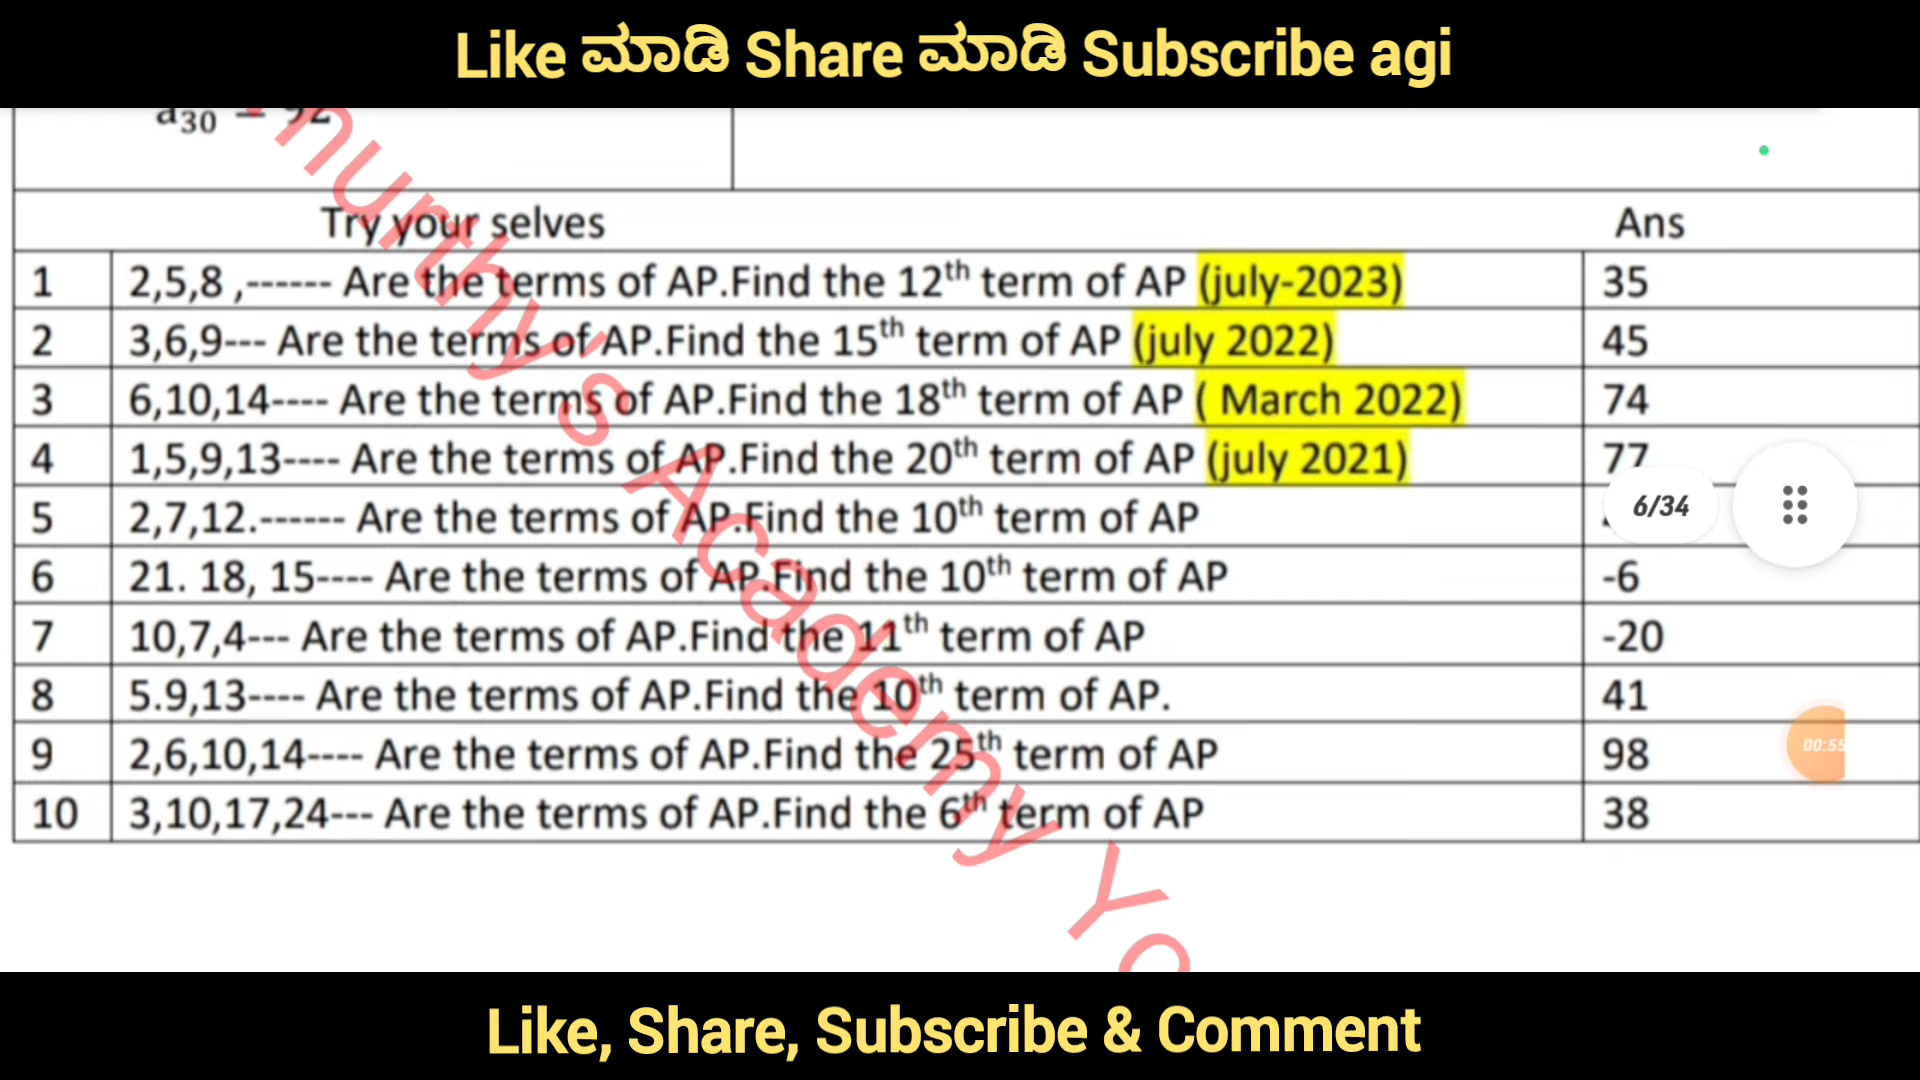 Like ಮಾಡಿ Share ಮಾಡಿ Subscribe agi
a30 = 92
Try your selves Ans
1 2,5,8 ,------ Are the terms of AP.Find the 12th term of AP (july-2023) 35
2 3,6,9--- Are the terms of AP.Find the 15th term of AP (july 2022) 45
3 6,10,14---- Are the terms of AP.Find the 18th term of AP ( March 2022) 74
4 1,5,9,13---- Are the terms of AP.Find the 20th term of AP (july 2021) 77
5 2,7,12.------ Are the terms of AP.Find the 10th term of AP
6/34
6 21. 18, 15---- Are the terms of AP.Find the 10th term of AP -6
7 10,7,4--- Are the terms of AP.Find the 11th term of AP -20
8 5.9,13---- Are the terms of AP.Find the 10th term of AP. 41
9 2,6,10,14---- Are the terms of AP.Find the 25th term of AP 98
00:55
10 3,10,17,24--- Are the terms of AP.Find the 6th term of AP 38
Academy
Like, Share, Subscribe & Comment